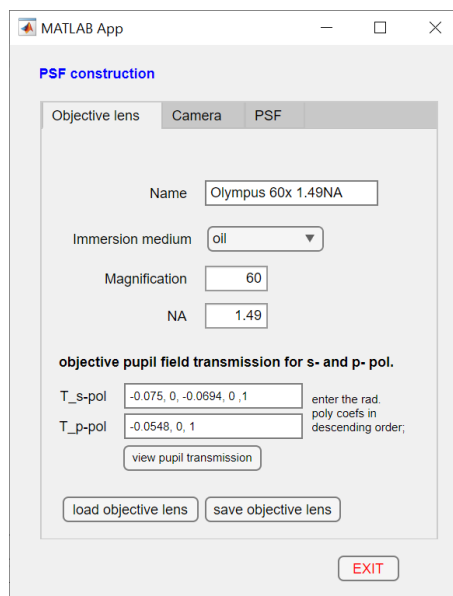 MATLAB App
PSF construction
Objective lens Camera PSF
Name Olympus 60x 1.49NA
Immersion medium oil
Magnification 60
NA 1.49
objective pupil field transmission for s- and p- pol.
T_s-pol -0.075, 0, -0.0694, 0 ,1
T_p-pol -0.0548, 0, 1
enter the rad.
poly coefs in
descending order;
view pupil transmission
load objective lens save objective lens
EXIT